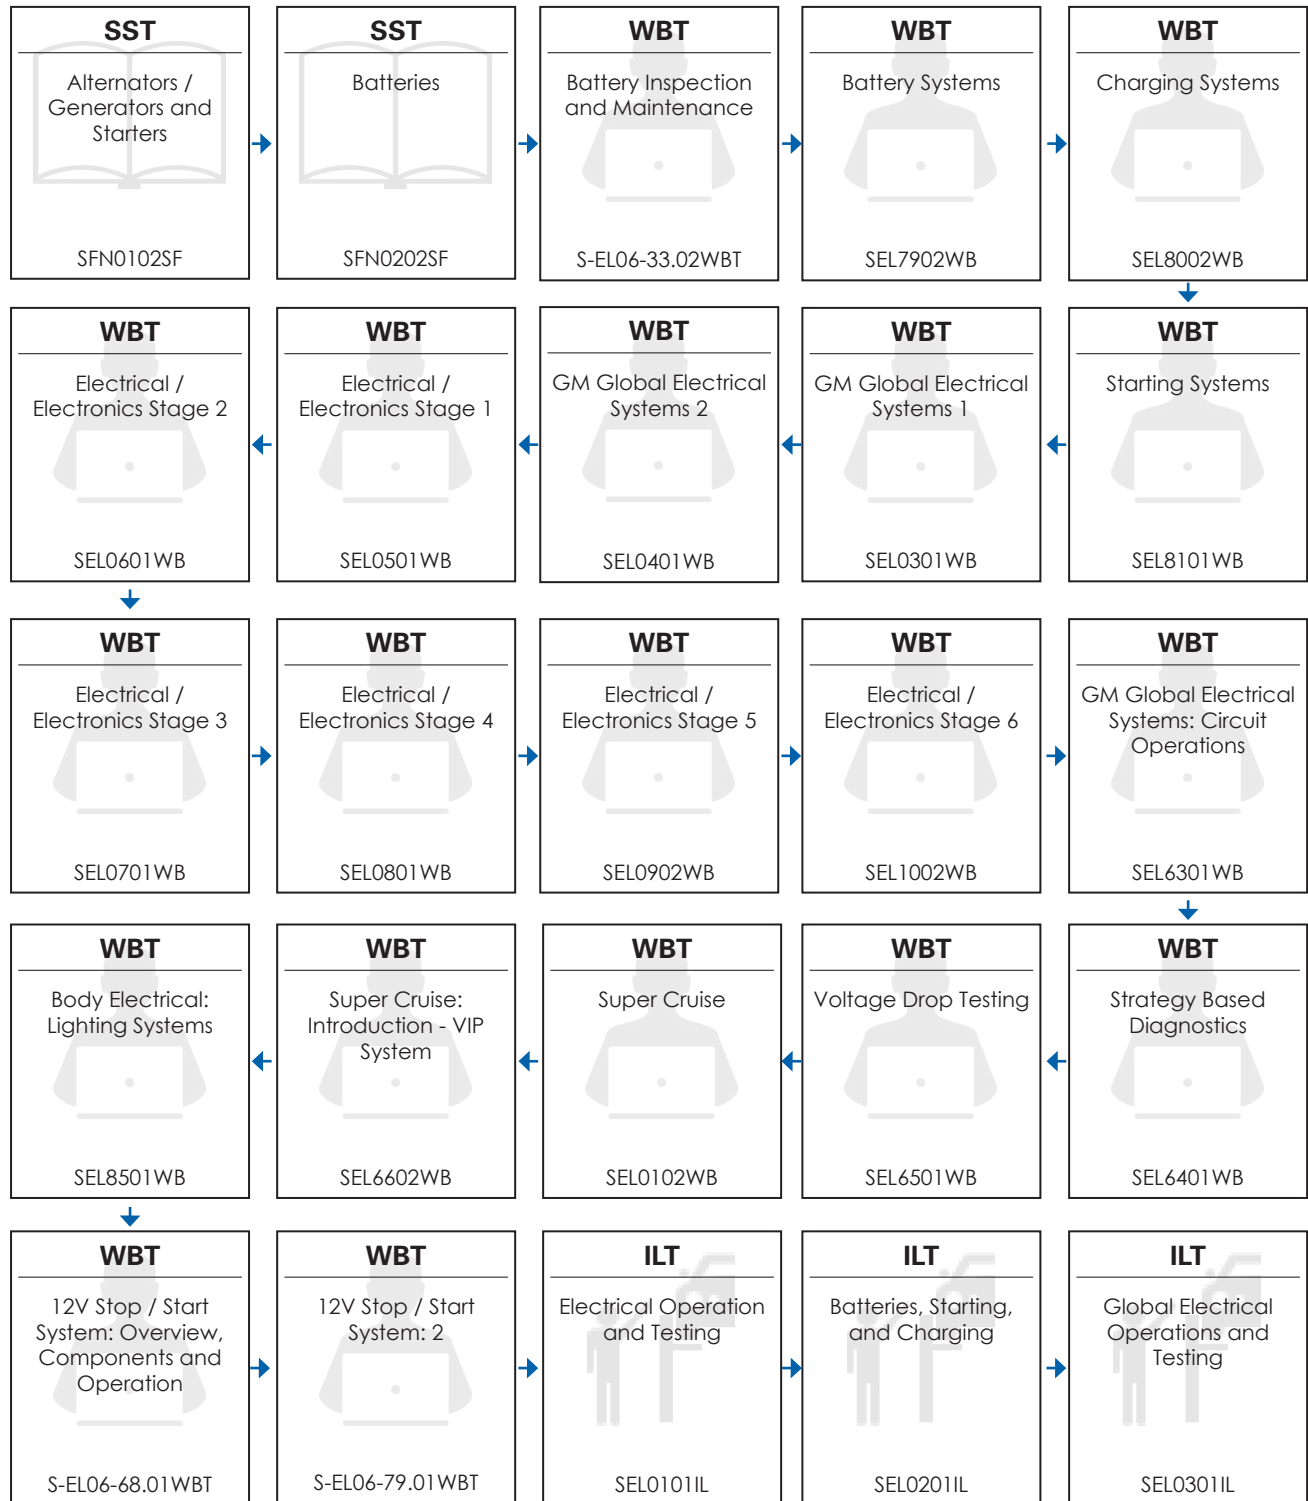 SST
Alternators /
Generators and
Starters
SFN0102SF
SST
Batteries
SFN0202SF
WBT
Battery Inspection
and Maintenance
S-EL06-33.02WBT
WBT
Battery Systems
SEL7902WB
WBT
Charging Systems
SEL8002WB
WBT
Electrical /
Electronics Stage 2
SEL0601WB
WBT
Electrical /
Electronics Stage 1
SEL0501WB
WBT
GM Global Electrical
Systems 2
SEL0401WB
WBT
GM Global Electrical
Systems 1
SEL0301WB
WBT
Starting Systems
SEL8101WB
WBT
Electrical /
Electronics Stage 3
SEL0701WB
WBT
Electrical /
Electronics Stage 4
SEL0801WB
WBT
Electrical /
Electronics Stage 5
SEL0902WB
WBT
Electrical /
Electronics Stage 6
SEL1002WB
WBT
GM Global Electrical
Systems: Circuit
Operations
SEL6301WB
WBT
Body Electrical:
Lighting Systems
SEL8501WB
WBT
Super Cruise:
Introduction - VIP
System
SEL6602WB
WBT
Super Cruise
SEL0102WB
WBT
Voltage Drop Testing
SEL6501WB
WBT
Strategy Based
Diagnostics
SEL6401WB
WBT
12V Stop / Start
System: Overview,
Components and
Operation
S-EL06-68.01WBT
WBT
12V Stop / Start
System: 2
S-EL06-79.01WBT
ILT
Electrical Operation
and Testing
SEL0101IL
ILT
Batteries, Starting,
and Charging
SEL0201IL
ILT
Global Electrical
Operations and
Testing
SEL0301IL